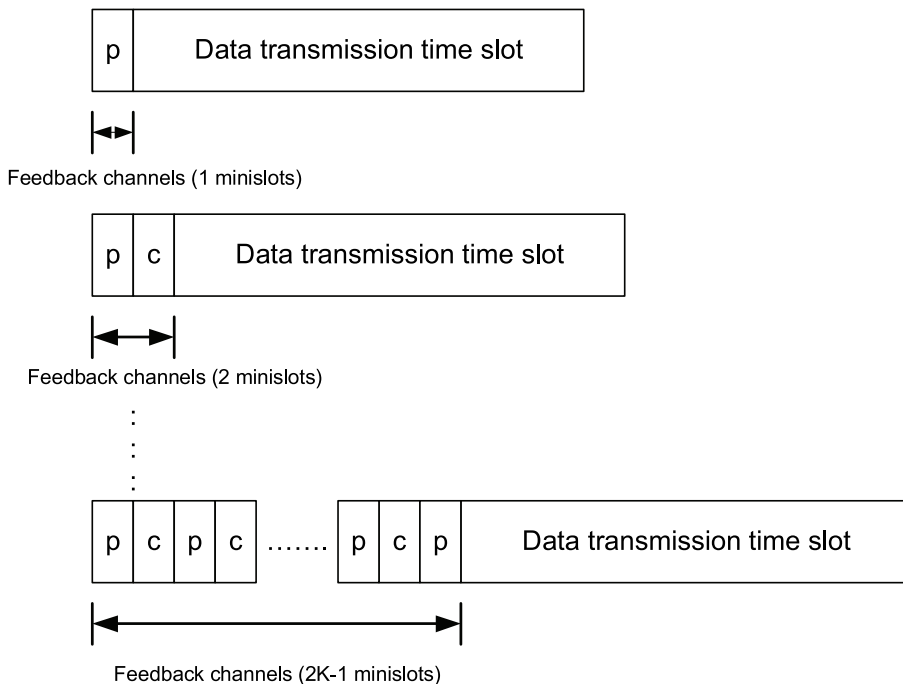 p Data transmission time slot
Feedback channels (1 minislots)
p c Data transmission time slot
Feedback channels (2 minislots)
p c p c ....... p c p Data transmission time slot
Feedback channels (2K-1 minislots)